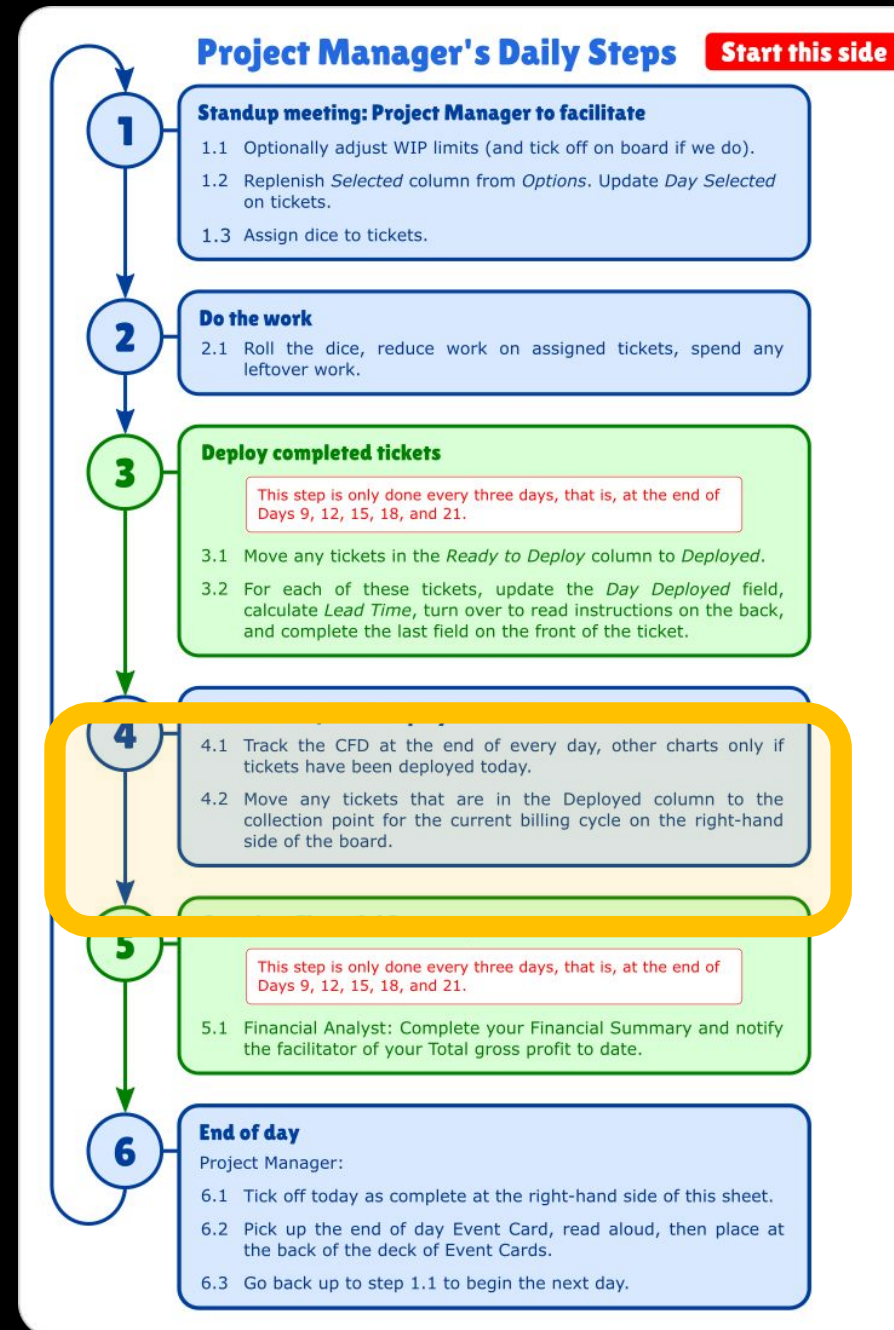 Project Manager's Daily Steps
Start this side
1
Standup meeting: Project Manager to facilitate
1.1 Optionally adjust WIP limits (and tick off on board if we do).
1.2 Replenish Selected column from Options. Update Day Selected
on tickets.
1.3 Assign dice to tickets.
2
Do the work
2.1 Roll the dice, reduce work on assigned tickets, spend any
leftover work.
3
Deploy completed tickets
This step is only done every three days, that is, at the end of
Days 9, 12, 15, 18, and 21.
3.1 Move any tickets in the Ready to Deploy column to Deployed.
3.2 For each of these tickets, update the Day Deployed field,
calculate Lead Time, turn over to read instructions on the back,
and complete the last field on the front of the ticket.
4
4.1 Track the CFD at the end of every day, other charts only if
tickets have been deployed today.
4.2 Move any tickets that are in the Deployed column to the
collection point for the current billing cycle on the right-hand
side of the board.
5
This step is only done every three days, that is, at the end of
Days 9, 12, 15, 18, and 21.
5.1 Financial Analyst: Complete your Financial Summary and notify
the facilitator of your Total gross profit to date.
6
End of day
Project Manager:
6.1 Tick off today as complete at the right-hand side of this sheet.
6.2 Pick up the end of day Event Card, read aloud, then place at
the back of the deck of Event Cards.
6.3 Go back up to step 1.1 to begin the next day.